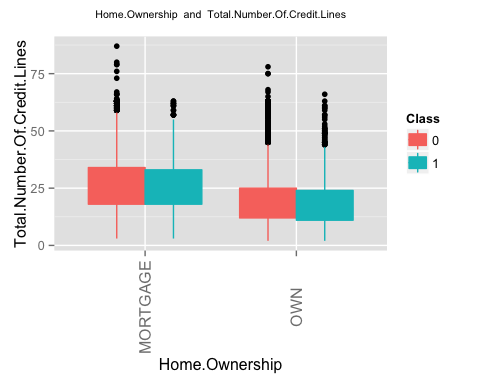 Home.Ownership and Total.Number.Of.Credit.Lines
Total.Number.Of.Credit.Lines
75
50
25
0
MORTGAGE
OWN
Home.Ownership
Class
0
1